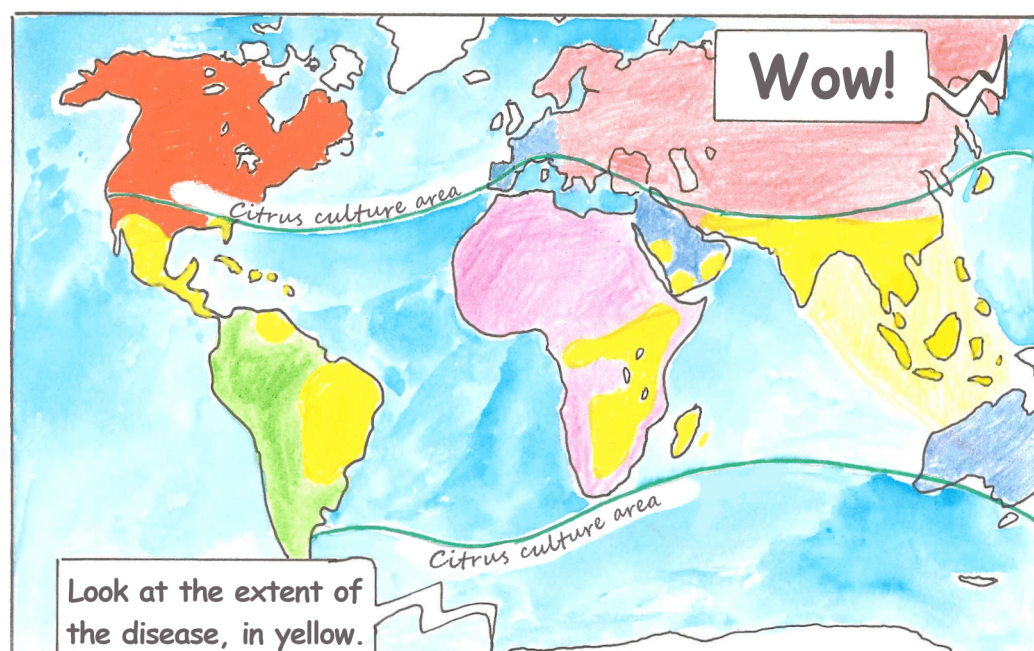 Wow!
Citrus culture area
Citrus culture area
Look at the extent of
the disease, in yellow.